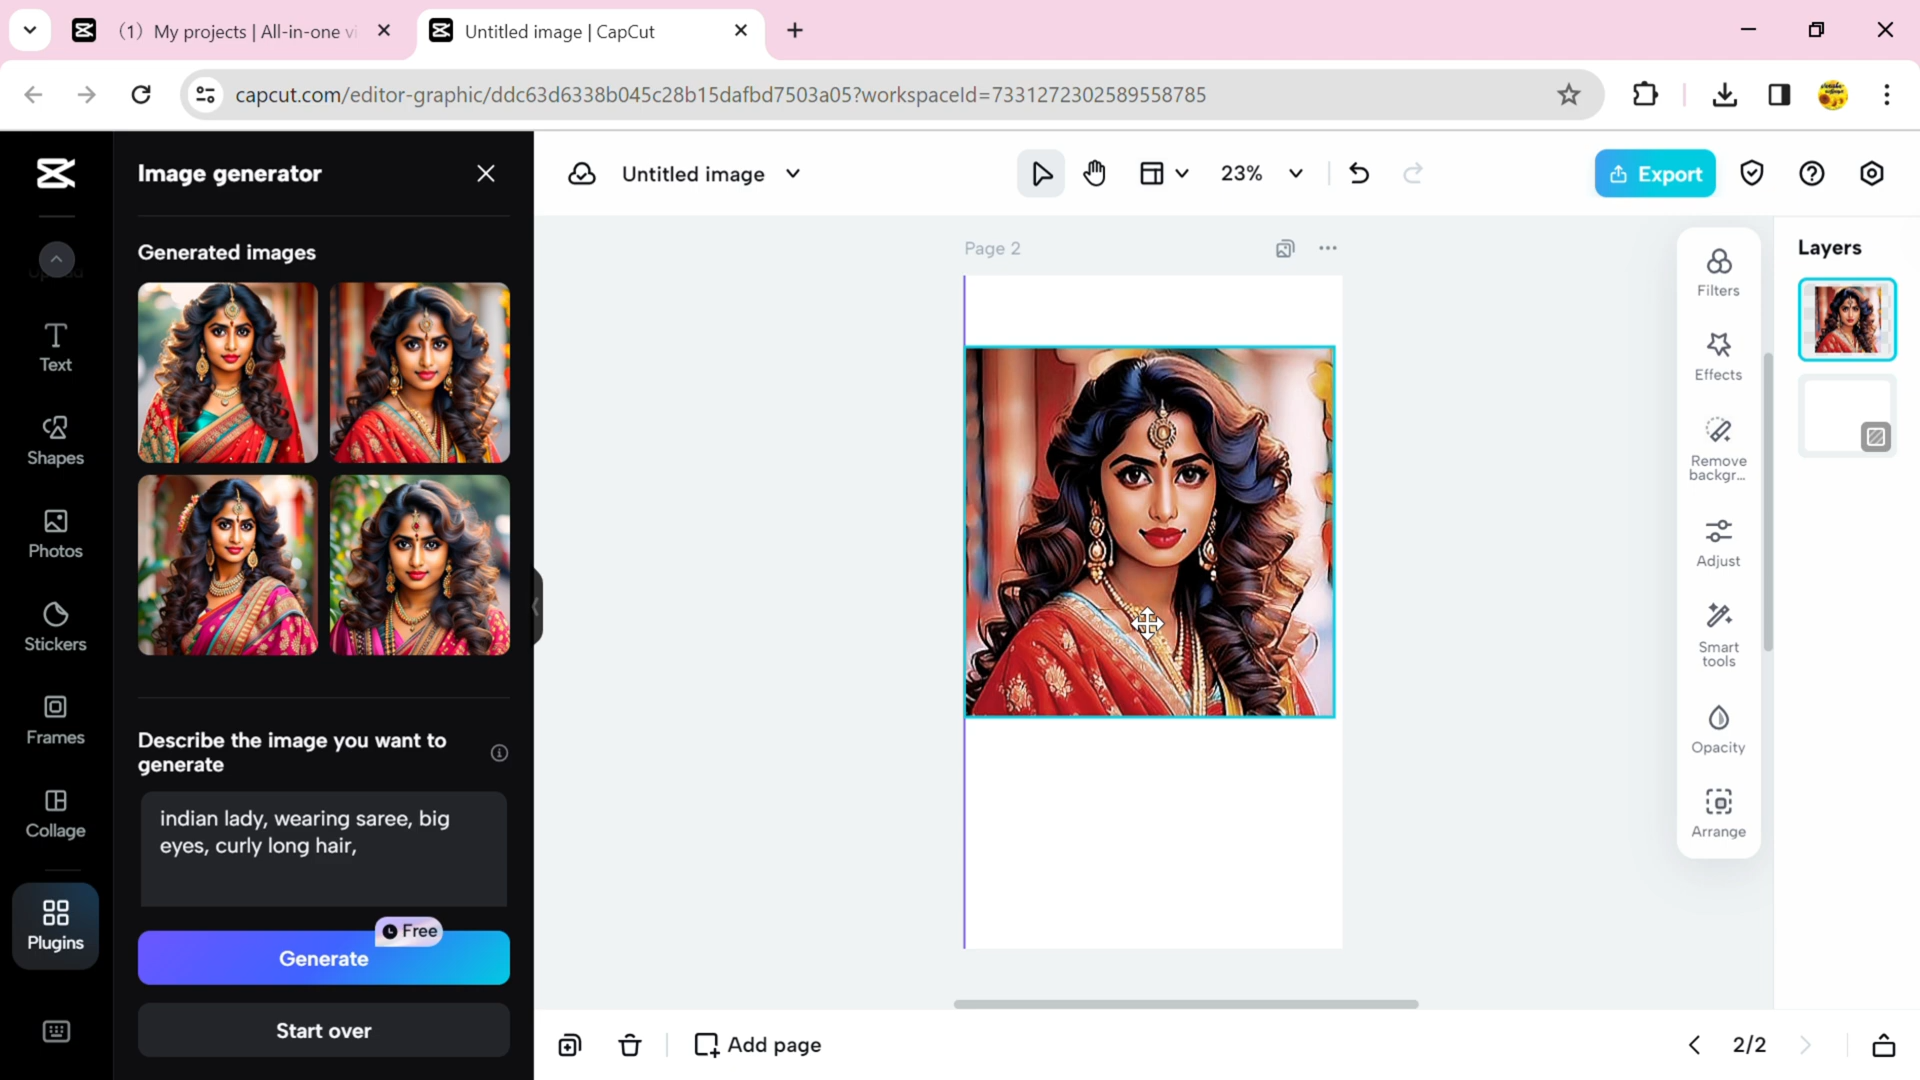 (1) My projects | All-in-one vi
Untitled image | CapCut
capcut.com/editor-graphic/ddc63d6338b045c28b15dafbd7503a05?workspaceId=7331272302589558785
Image generator
Untitled image
23%
Export
Generated images
Page 2
Layers
Text
Shapes
Photos
Stickers
Frames
Collage
Plugins
Filters
Effects
Remove
backgr...
Adjust
Smart
tools
Opacity
Arrange
Describe the image you want to
generate
indian lady, wearing saree, big
eyes, curly long hair,
Free
Generate
Start over
Add page
2/2